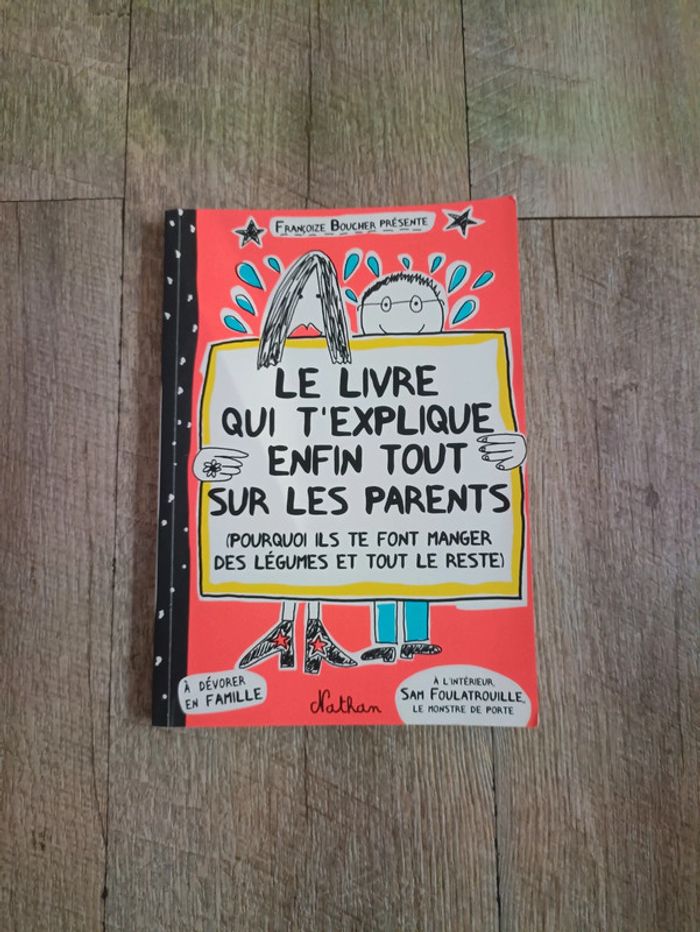 FRANÇOIZE BOUCHER PRÉSENTE
LE LIVRE
QUI T'EXPLIQUE
ENFIN TOUT
SUR LES PARENTS
(POURQUOI ILS TE FONT MANGER
DES LÉGUMES ET TOUT LE RESTE)
À DÉVORER
EN FAMILLE
Nathan
À L'INTÉRIEUR,
SAM FOULATROUILLE,
LE MONSTRE DE PORTE